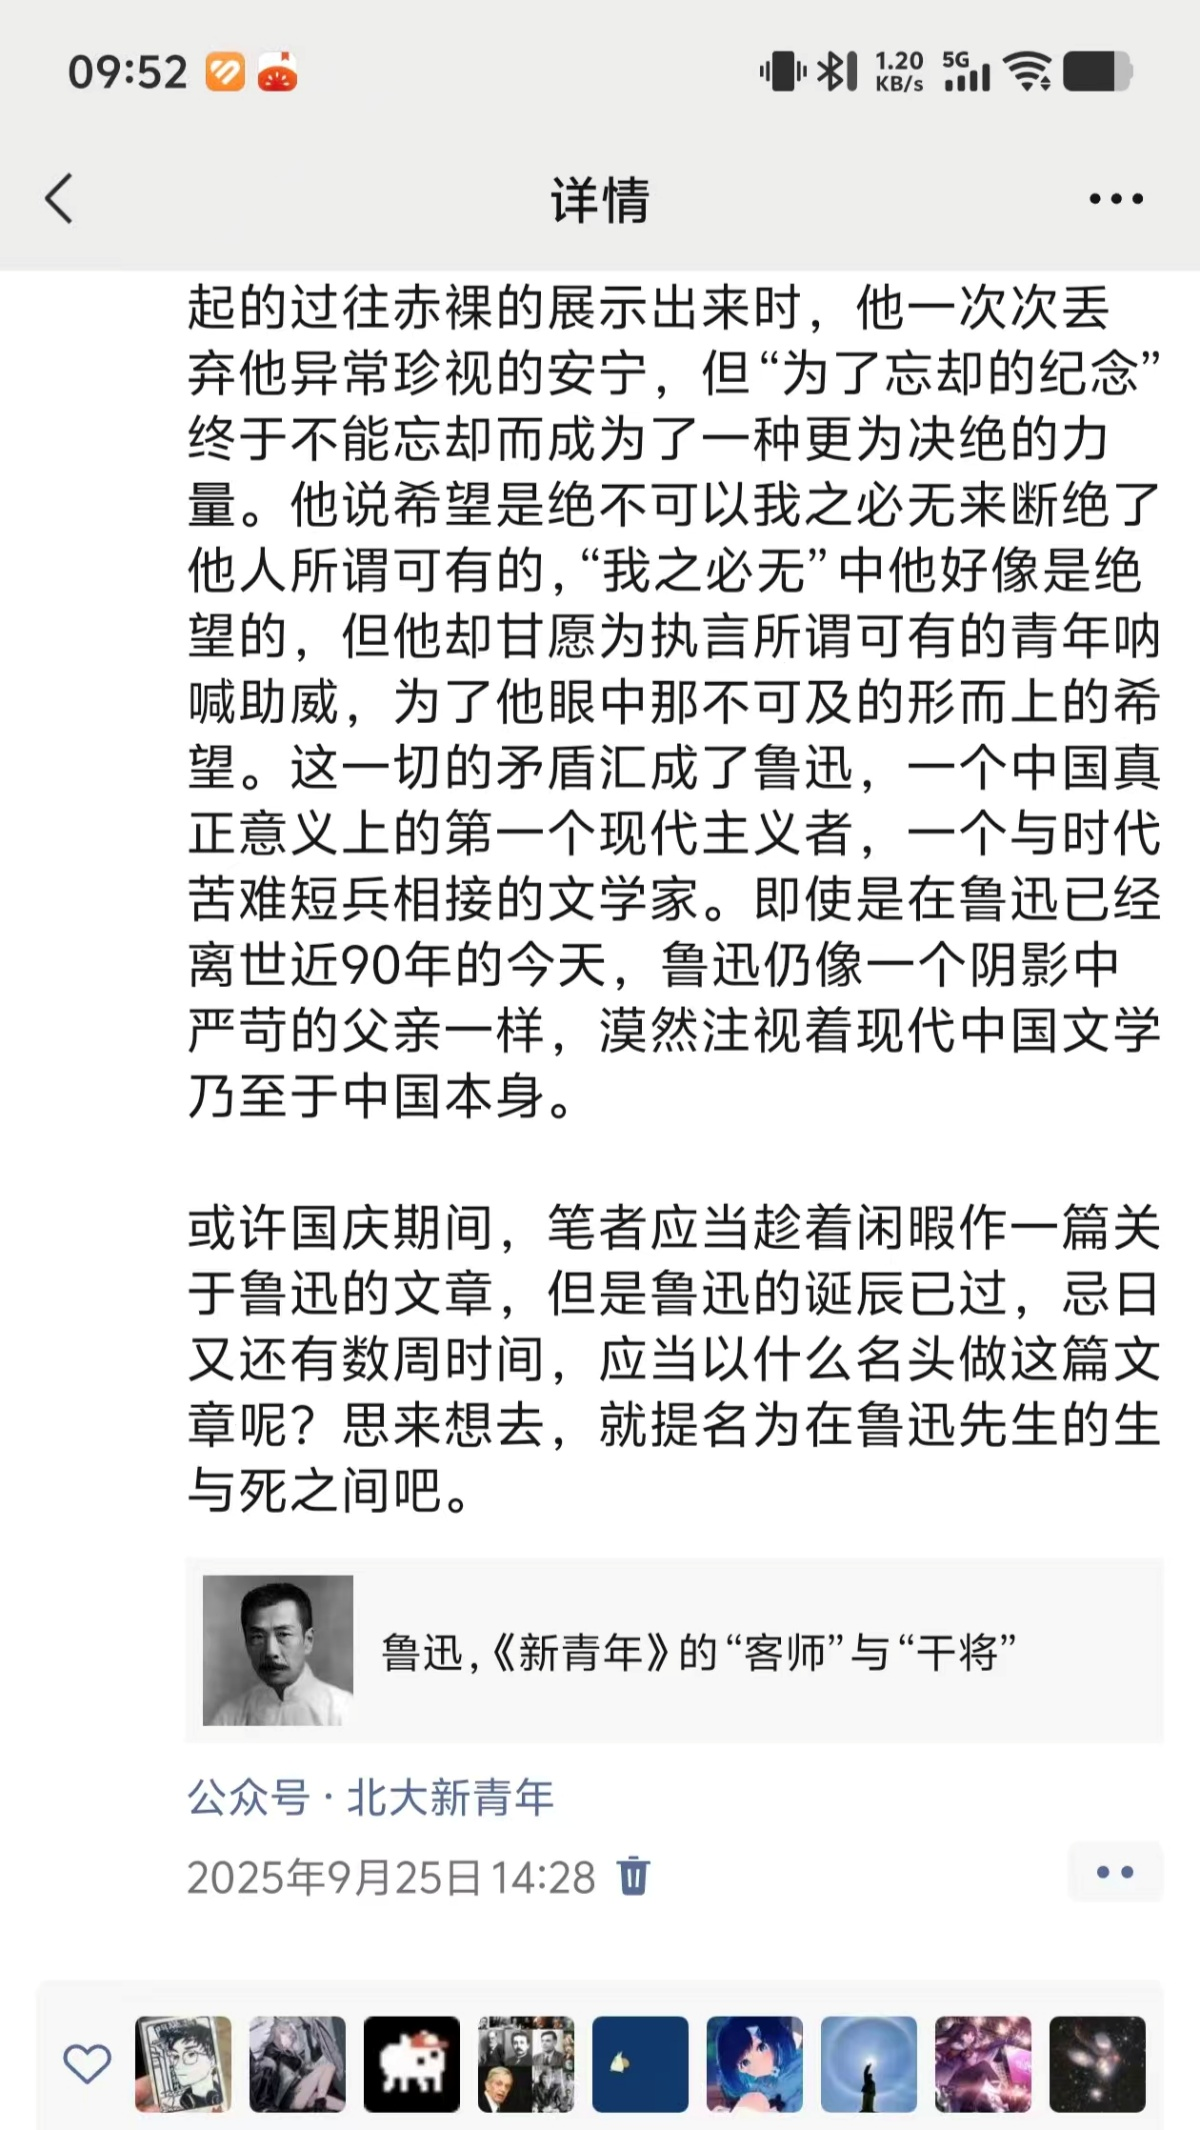 09:52
1.20
KB/s
5G
详情
起的过往赤裸的展示出来时，他一次次丢
弃他异常珍视的安宁，但“为了忘却的纪念”
终于不能忘却而成为了一种更为决绝的力
量。他说希望是绝不可以我之必无来断绝了
他人所谓可有的，“我之必无”中他好像是绝
望的，但他却甘愿为执言所谓可有的青年呐
喊助威，为了他眼中那不可及的形而上的希
望。这一切的矛盾汇成了鲁迅，一个中国真
正意义上的第一个现代主义者，一个与时代
苦难短兵相接的文学家。即使是在鲁迅已经
离世近90年的今天，鲁迅仍像一个阴影中
严苛的父亲一样，漠然注视着现代中国文学
乃至于中国本身。
或许国庆期间，笔者应当趁着闲暇作一篇关
于鲁迅的文章，但是鲁迅的诞辰已过，忌日
又还有数周时间，应当以什么名头做这篇文
章呢？思来想去，就提名为在鲁迅先生的生
与死之间吧。
鲁迅，《新青年》的“客师”与“干将”
公众号 · 北大新青年
2025年9月25日 14:28